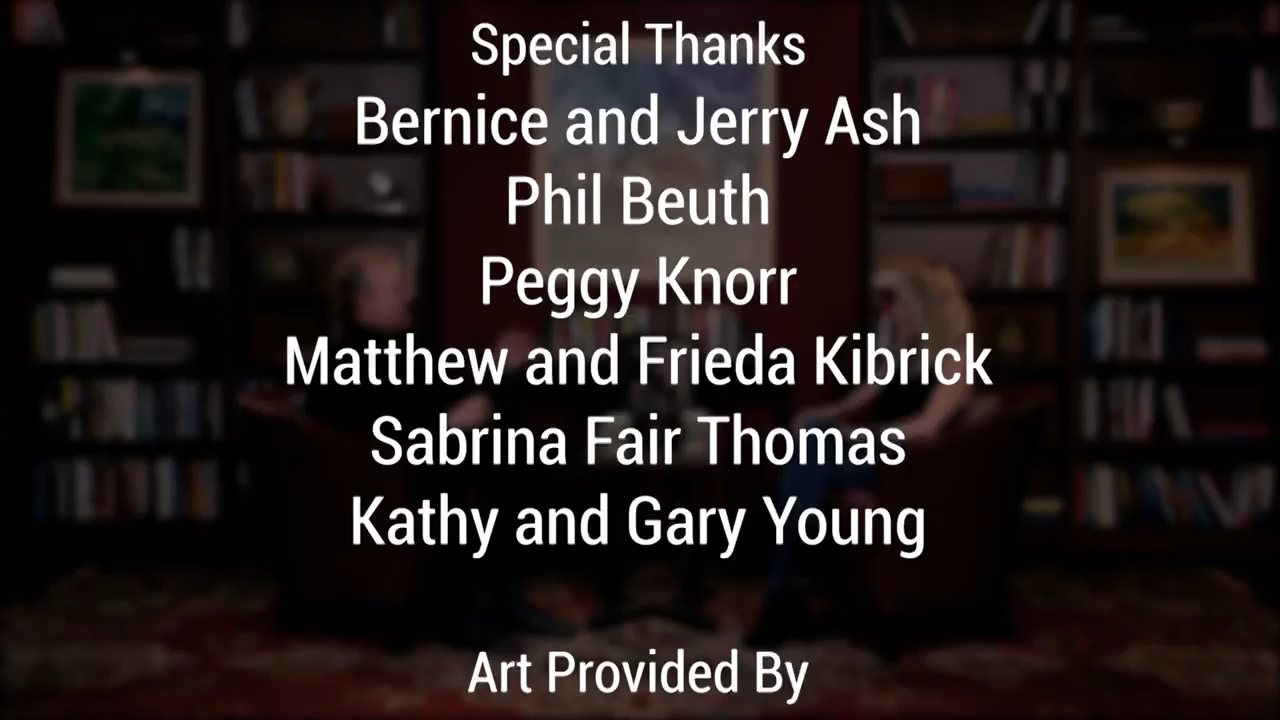 Special Thanks
Bernice and Jerry Ash
Phil Beuth
Peggy Knorr
Matthew and Frieda Kibrick
Sabrina Fair Thomas
Kathy and Gary Young
Art Provided By